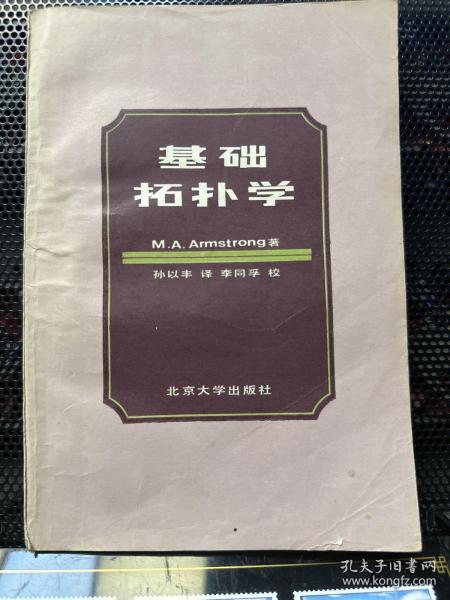 基础
拓扑学
M.A. Armstrong著
孙以丰 译 李同孚 校
北京大学出版社
孔夫子旧书网
www.kongfz.com